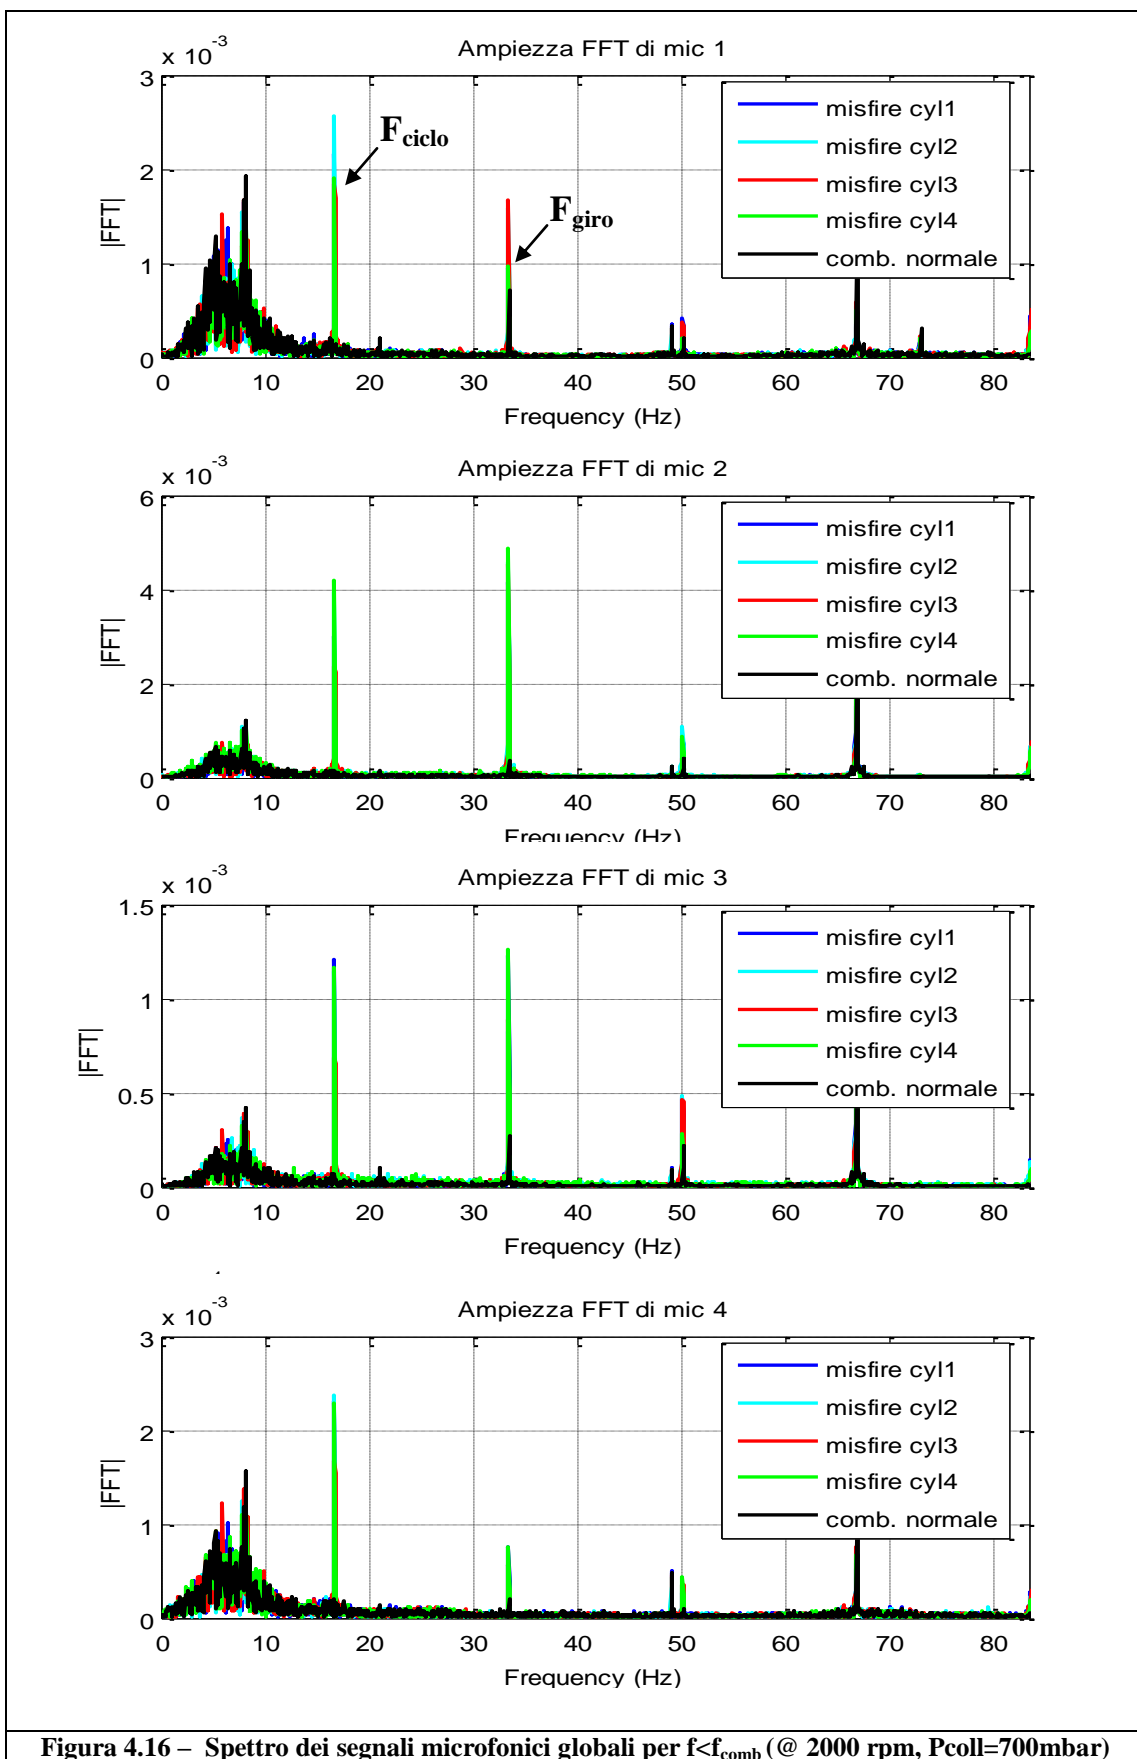 Ampiezza FFT di mic 1
x 10^-3
3
2
1
0
|FFT|
F_ciclo
F_giro
misfire cyl1
misfire cyl2
misfire cyl3
misfire cyl4
comb. normale
0 10 20 30 40 50 60 70 80
Frequency (Hz)
Ampiezza FFT di mic 2
x 10^-3
6
4
2
0
|FFT|
misfire cyl1
misfire cyl2
misfire cyl3
misfire cyl4
comb. normale
0 10 20 30 40 50 60 70 80
Frequency (Hz)
Ampiezza FFT di mic 3
x 10^-3
1.5
1
0.5
0
|FFT|
misfire cyl1
misfire cyl2
misfire cyl3
misfire cyl4
comb. normale
0 10 20 30 40 50 60 70 80
Frequency (Hz)
Ampiezza FFT di mic 4
x 10^-3
3
2
1
0
|FFT|
misfire cyl1
misfire cyl2
misfire cyl3
misfire cyl4
comb. normale
0 10 20 30 40 50 60 70 80
Frequency (Hz)
Figura 4.16 – Spettro dei segnali microfonici globali per f<f_comb (@ 2000 rpm, Pcoll=700mbar)